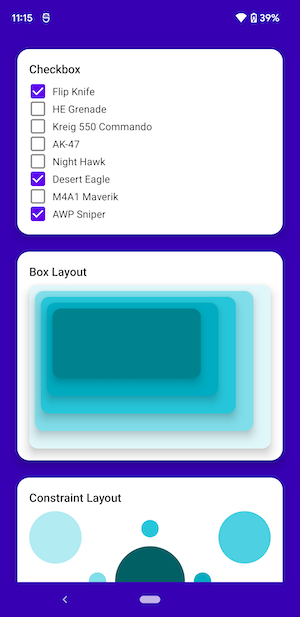 11:15
39%
Checkbox
Flip Knife
HE Grenade
Kreig 550 Commando
AK-47
Night Hawk
Desert Eagle
M4A1 Maverik
AWP Sniper
Box Layout
Constraint Layout